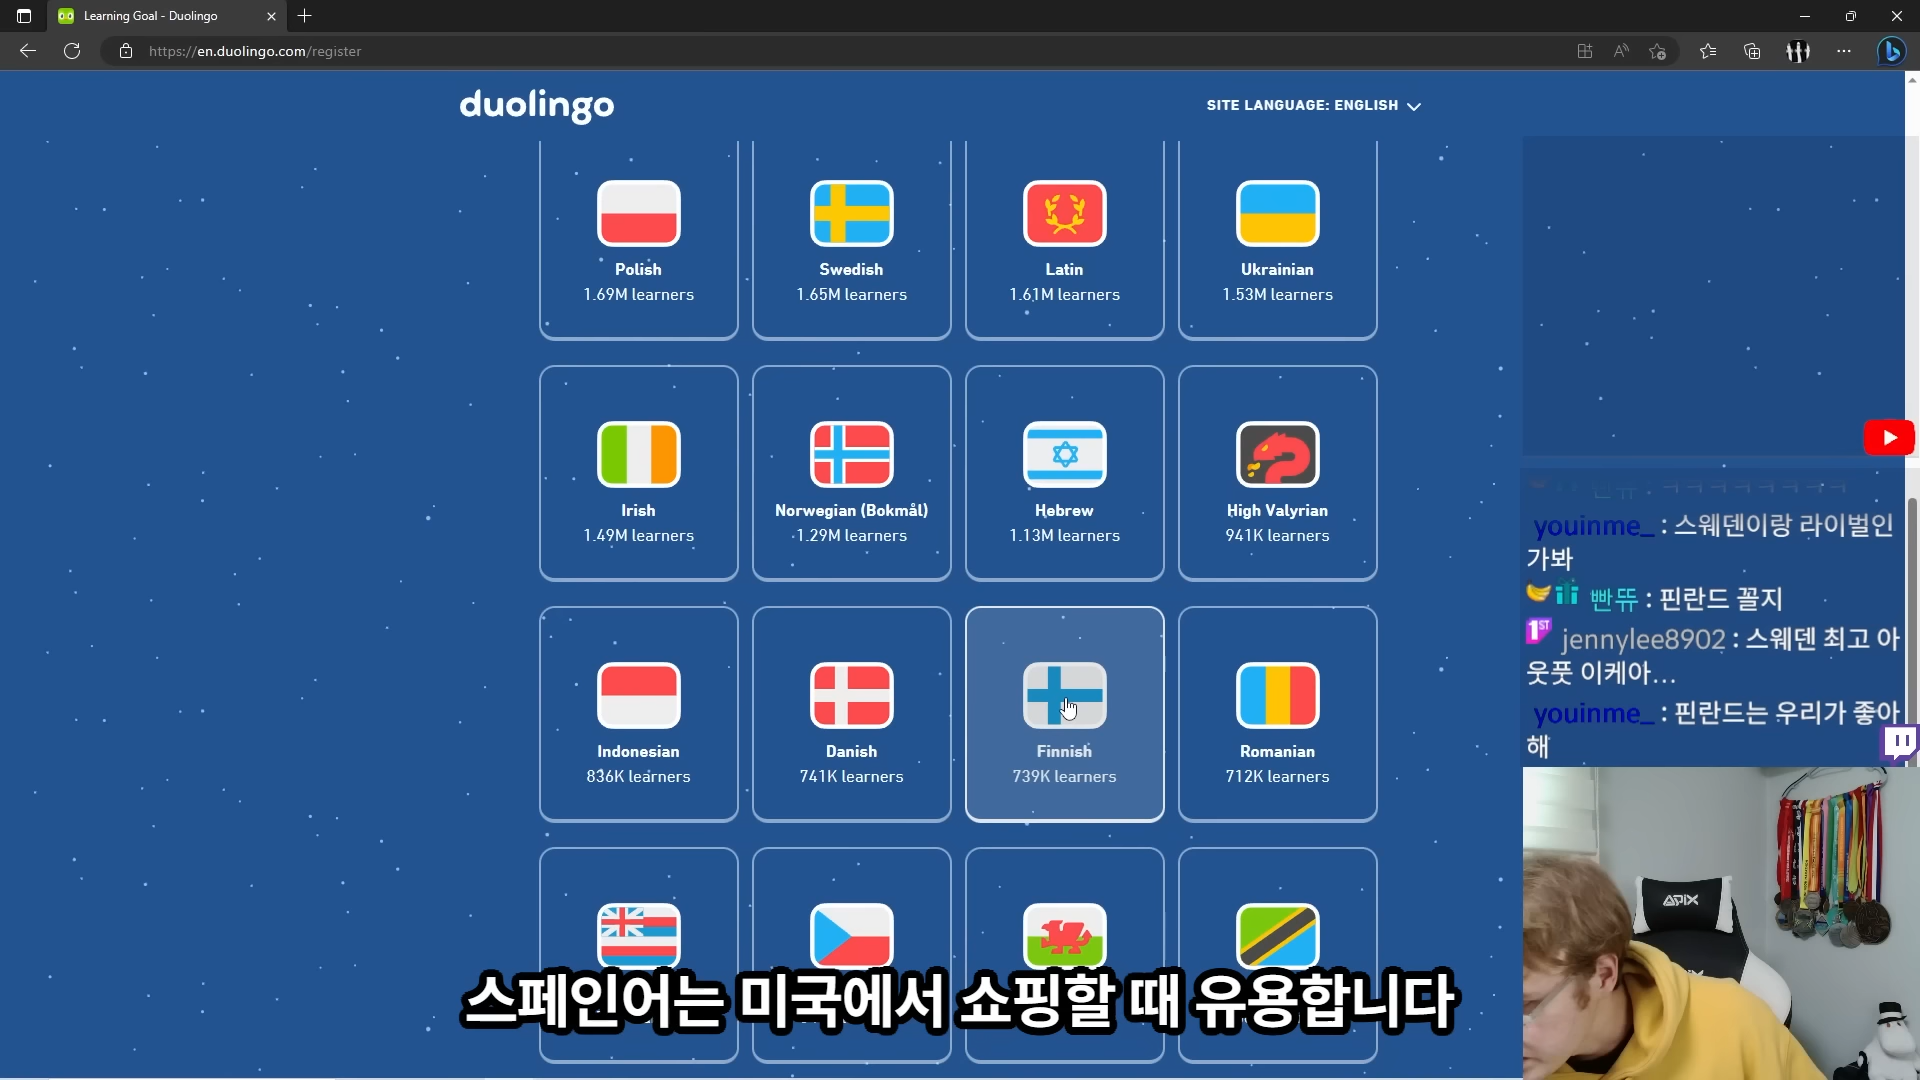 Learning Goal - Duolingo
https://en.duolingo.com/register
duolingo
SITE LANGUAGE: ENGLISH
Polish
1.69M learners
Swedish
1.65M learners
Latin
1.61M learners
Ukrainian
1.53M learners
Irish
1.49M learners
Norwegian (Bokmål)
1.29M learners
Hebrew
1.13M learners
High Valyrian
941K learners
Indonesian
836K learners
Danish
741K learners
Finnish
739K learners
Romanian
712K learners
스페인어는 미국에서 쇼핑할 때 유용합니다
youinme_ : 스웨덴이랑 라이벌인
가봐
빤뜌 : 핀란드 꼴지
1ST jennylee8902 : 스웨덴 최고 아
웃풋 이케아...
youinme_ : 핀란드는 우리가 좋아
해
APIX